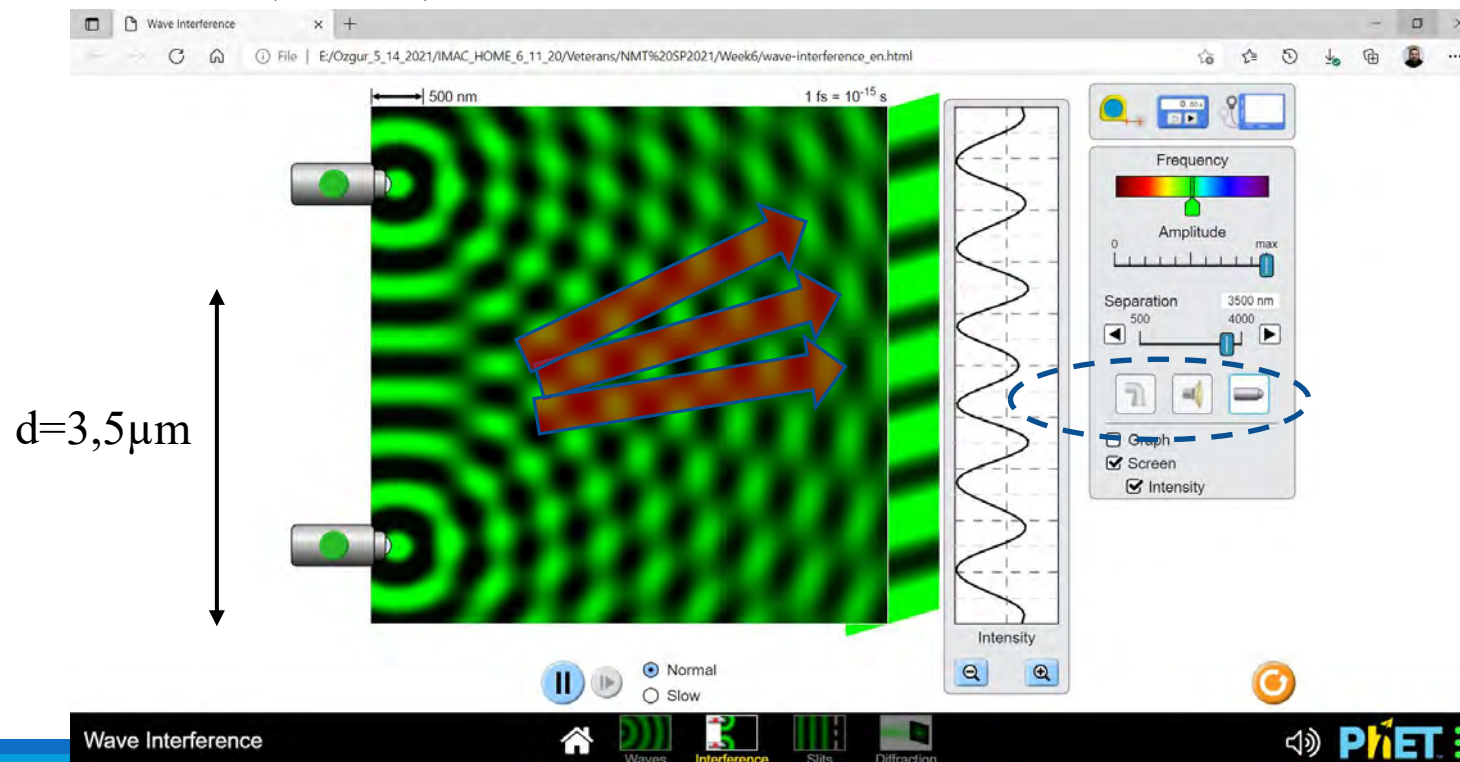 Wave Interference
File | E:/Ozgur_5_14_2021/IMAC_HOME_6_11_20/Veterans/NMT%20SP2021/Week6/wave-interference_en.html
500 nm
1 fs = 10⁻¹⁵ s
Frequency
Amplitude
0
max
Separation
3500 nm
500
4000
d=3,5µm
Graph
Screen
Intensity
Intensity
Normal
Slow
Wave Interference
Waves
Interference
Slits
Diffraction
PhET